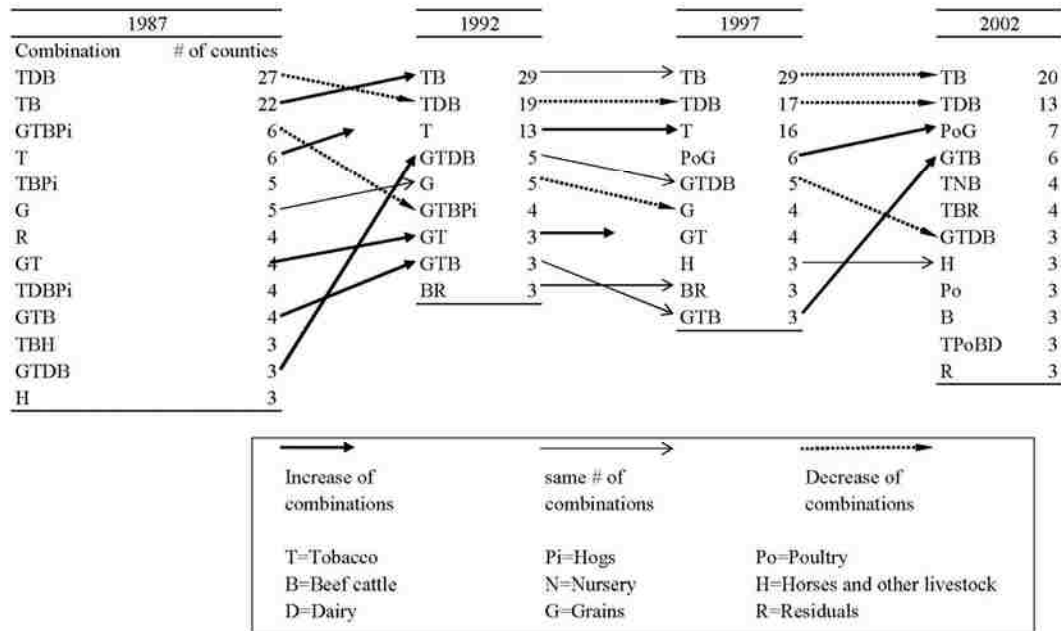 1987 1992 1997 2002
Combination # of counties
TDB 27 TB 29 TB 29 TB 20
TB 22 TDB 19 TDB 17 TDB 13
GTBPi 6 T 13 T 16 PoG 7
T 6 GTDB 5 PoG 6 GTB 6
TBPi 5 G 5 GTDB 5 TNB 4
G 5 GTBPi 4 G 4 TBR 4
R 4 GT 3 GT 4 GTDB 3
GT 4 GTB 3 H 3 H 3
TDBPi 4 BR 3 BR 3 Po 3
GTB 4 GTB 3 B 3
TBH 3 TPoBD 3
GTDB 3 R 3
H 3
Increase of same # of Decrease of
combinations combinations combinations
T=Tobacco Pi=Hogs Po=Poultry
B=Beef cattle N=Nursery H=Horses and other livestock
D=Dairy G=Grains R=Residuals